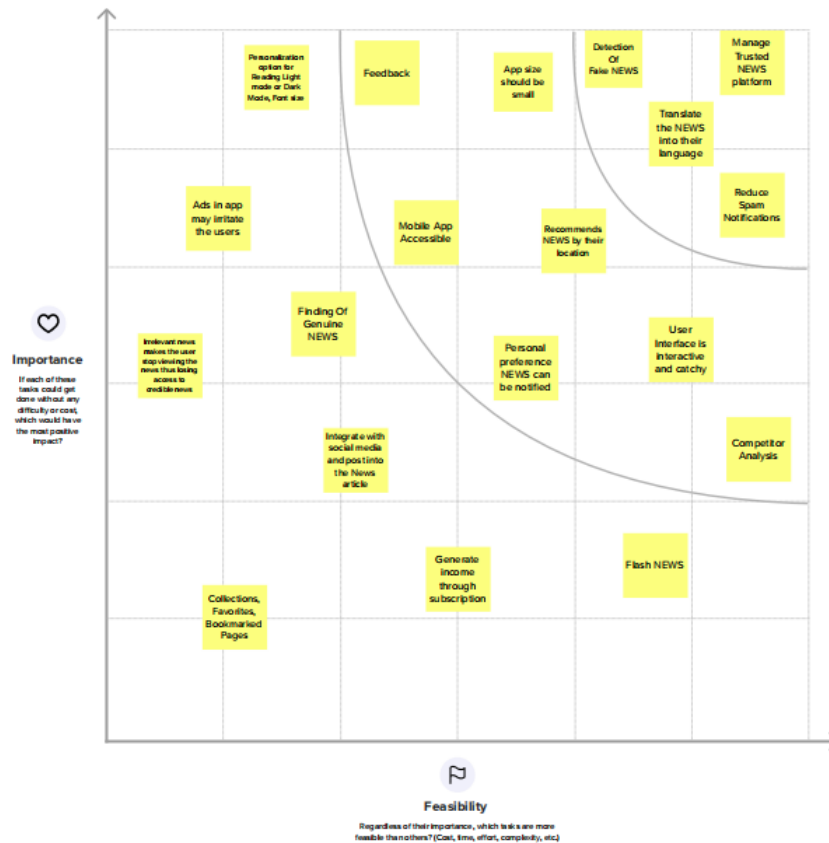 Personalization
option for
Reading Light
mode or Dark
Mode, Font size
Feedback
App size
should be
small
Detection
Of
Fake NEWS
Manage
Trusted
NEWS
platform
Translate
the NEWS
into their
language
Ads in app
may irritate
the users
Mobile App
Accessible
Recommends
NEWS by their
location
Reduce
Spam
Notifications
Finding Of
Genuine
NEWS
Irrelevant news
makes the user
stop viewing the
news thus losing
access to
credible news
Personal
preference
NEWS can
be notified
User
Interface is
interactive
and catchy
Importance
If each of these
tasks could get
done without any
difficulty or cost,
which would have
the most positive
impact?
Integrate with
social media
and post into
the News
article
Competitor
Analysis
Generate
income
through
subscription
Flash NEWS
Collections,
Favorites,
Bookmarked
Pages
Feasibility
Regardless of their importance, which tasks are more
feasible than others? (Cost, time, effort, complexity, etc.)